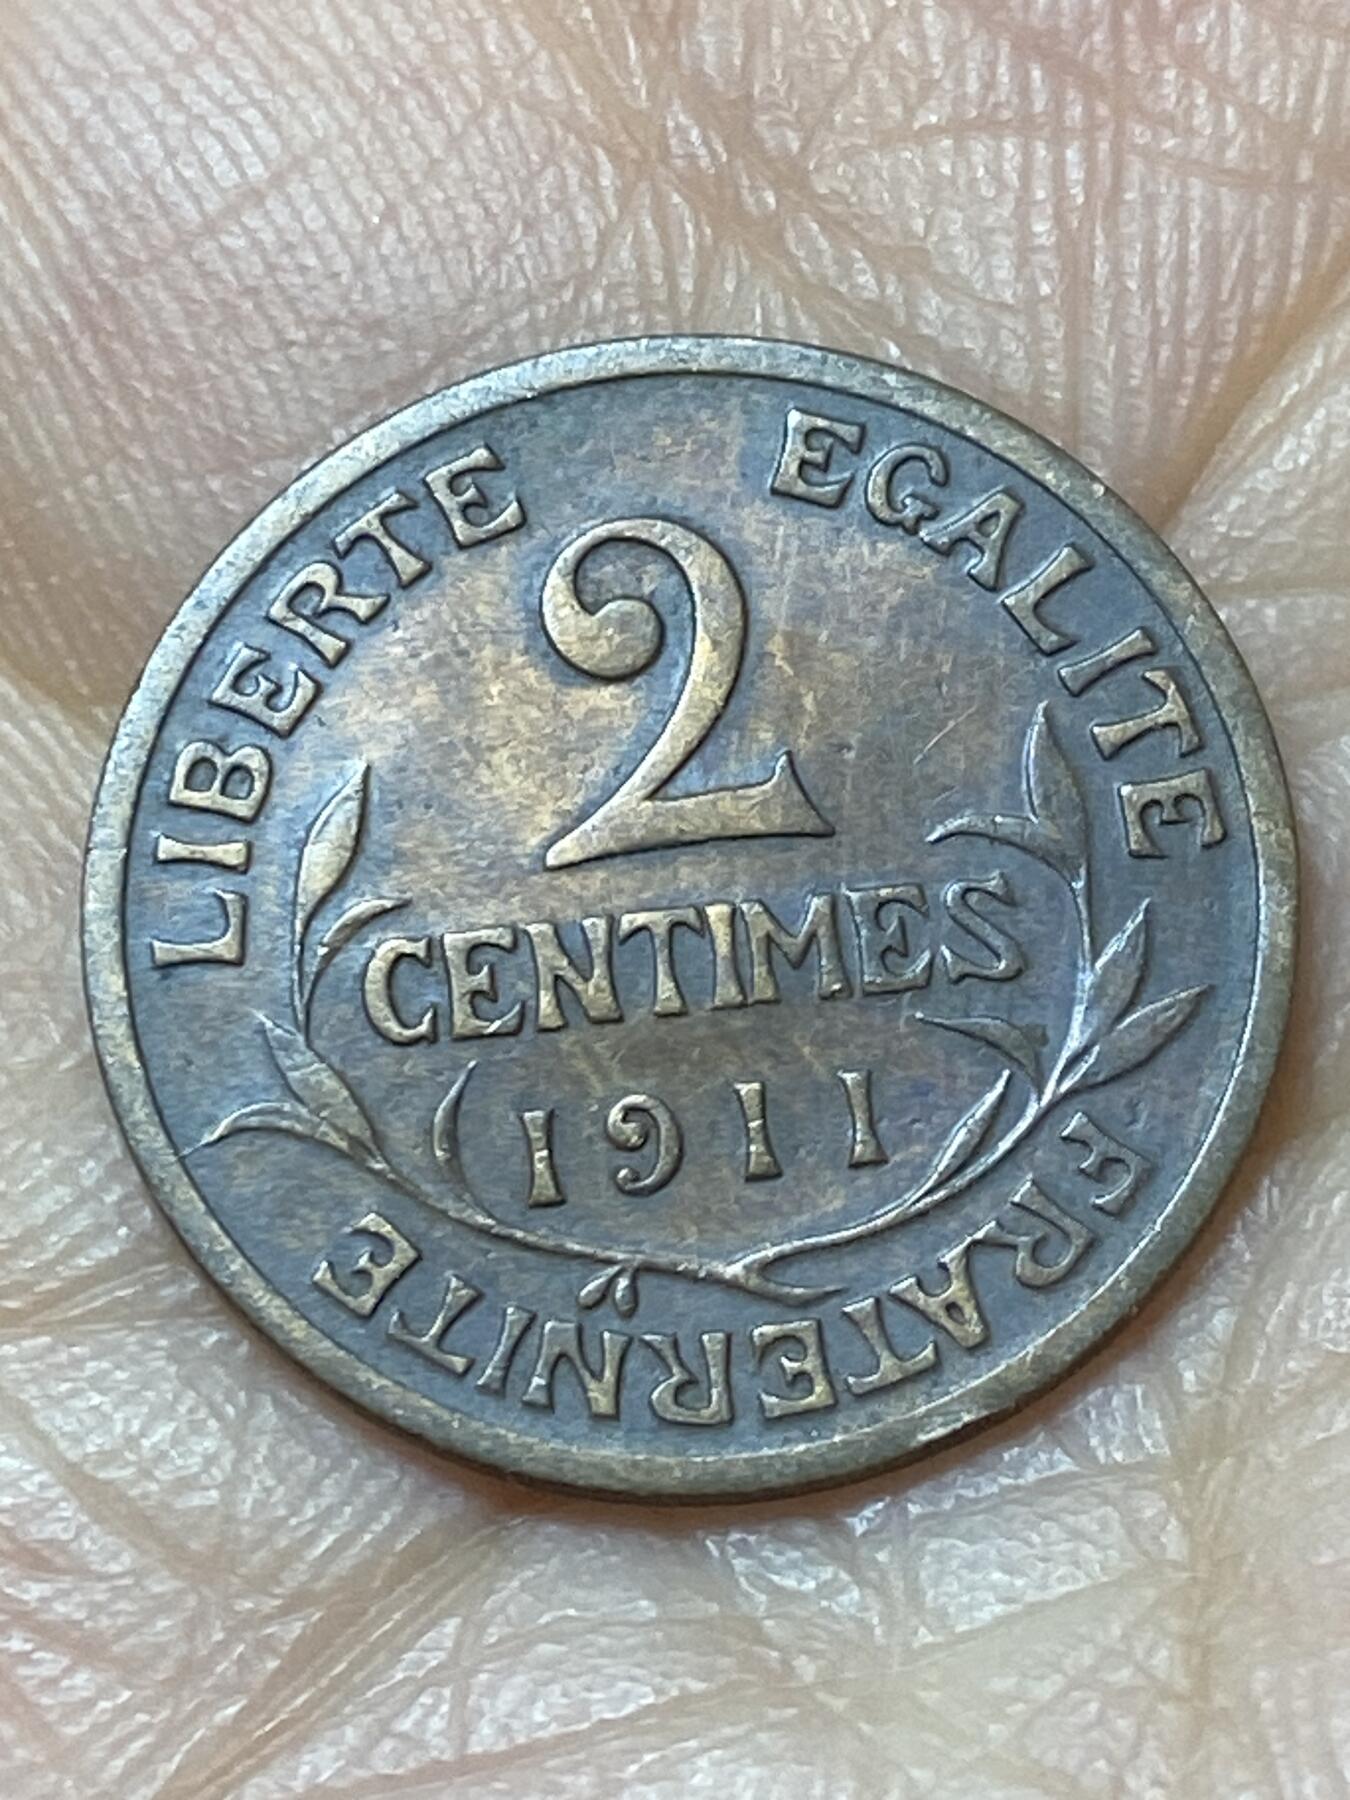 LIBERTE EGALITE FRATERNITE
2
CENTIMES
1911